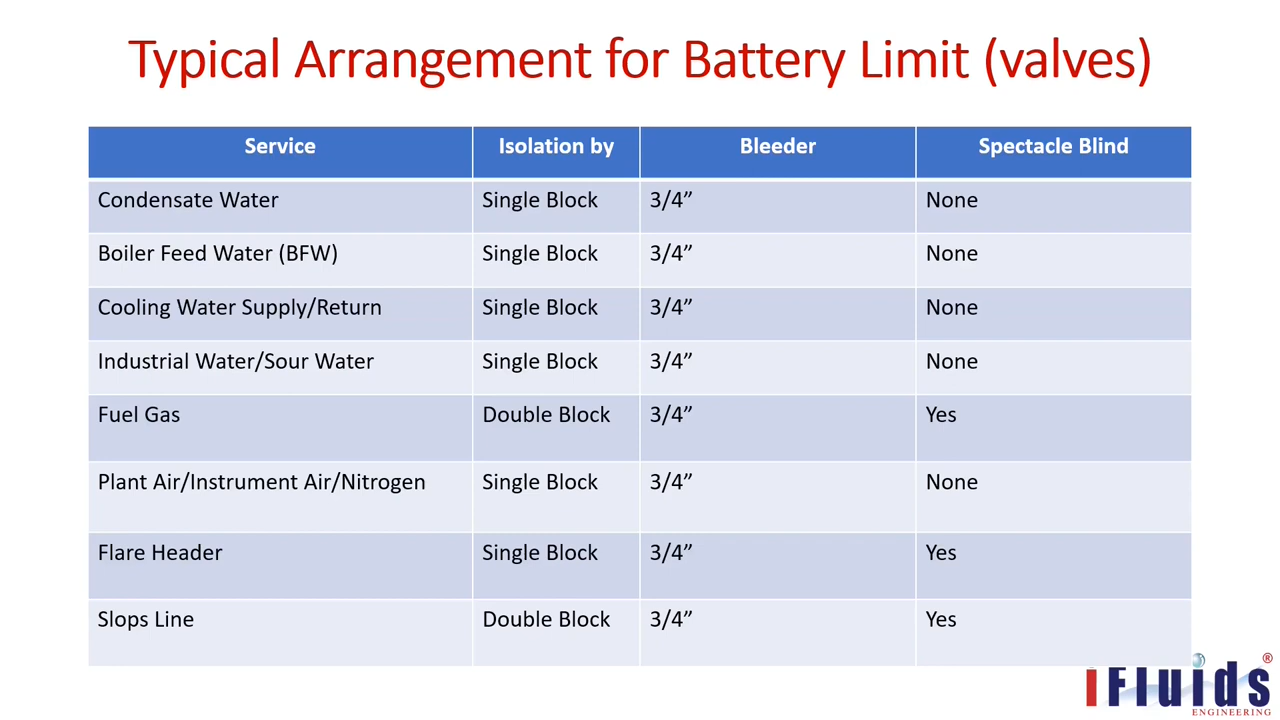 Typical Arrangement for Battery Limit (valves)
Service Isolation by Bleeder Spectacle Blind
Condensate Water Single Block 3/4” None
Boiler Feed Water (BFW) Single Block 3/4” None
Cooling Water Supply/Return Single Block 3/4” None
Industrial Water/Sour Water Single Block 3/4” None
Fuel Gas Double Block 3/4” Yes
Plant Air/Instrument Air/Nitrogen Single Block 3/4” None
Flare Header Single Block 3/4” Yes
Slops Line Double Block 3/4” Yes
iFluids®
ENGINEERING